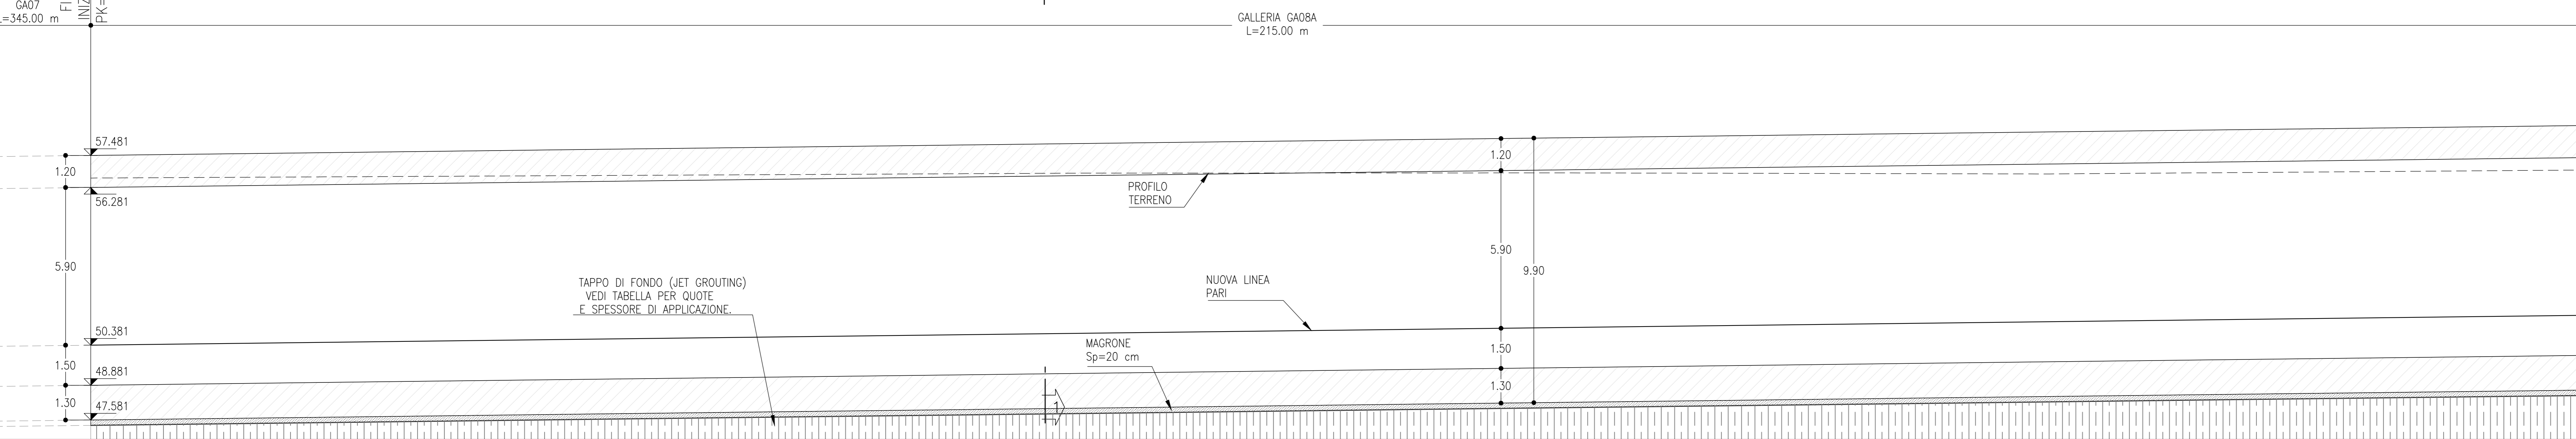 GA07
L=345.00 m
FI
INIZ
PK=
GALLERIA GA08A
L=215.00 m
57.481
1.20
56.281
5.90
50.381
1.50
48.881
1.30
47.581
TAPPO DI FONDO (JET GROUTING)
VEDI TABELLA PER QUOTE
E SPESSORE DI APPLICAZIONE.
PROFILO
TERRENO
NUOVA LINEA
PARI
MAGRONE
Sp=20 cm
1
1.20
5.90
9.90
1.50
1.30